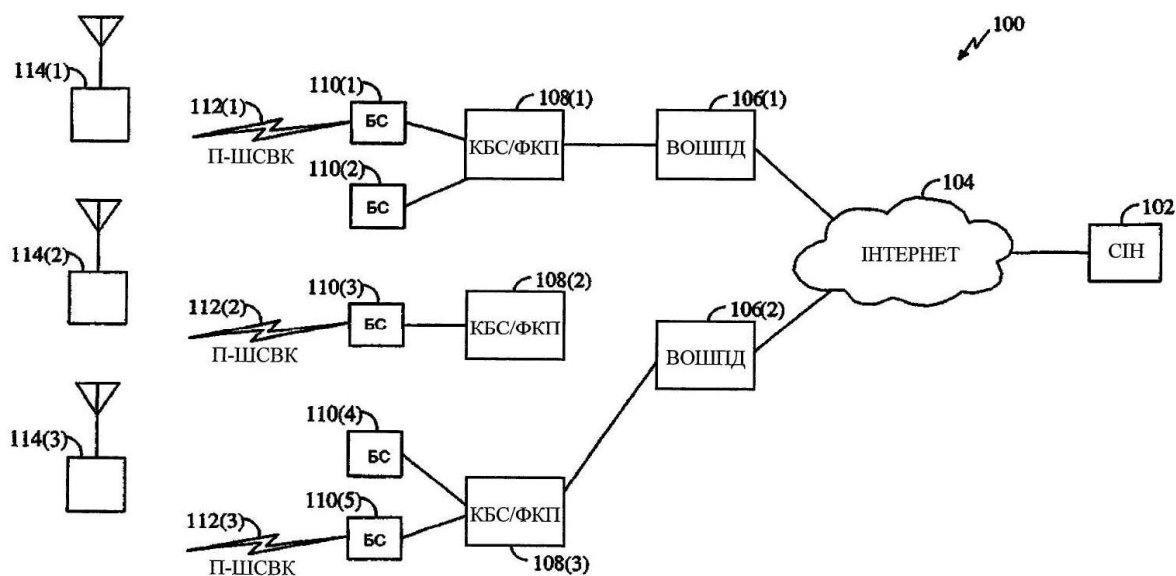 100
114(1)
112(1)
П-ШСВК
110(1)
БС
110(2)
БС
108(1)
КБС/ФКП
106(1)
ВОШПД
104
ІНТЕРНЕТ
102
СІН
114(2)
112(2)
П-ШСВК
110(3)
БС
108(2)
КБС/ФКП
106(2)
ВОШПД
114(3)
110(4)
БС
112(3)
П-ШСВК
110(5)
БС
КБС/ФКП
108(3)